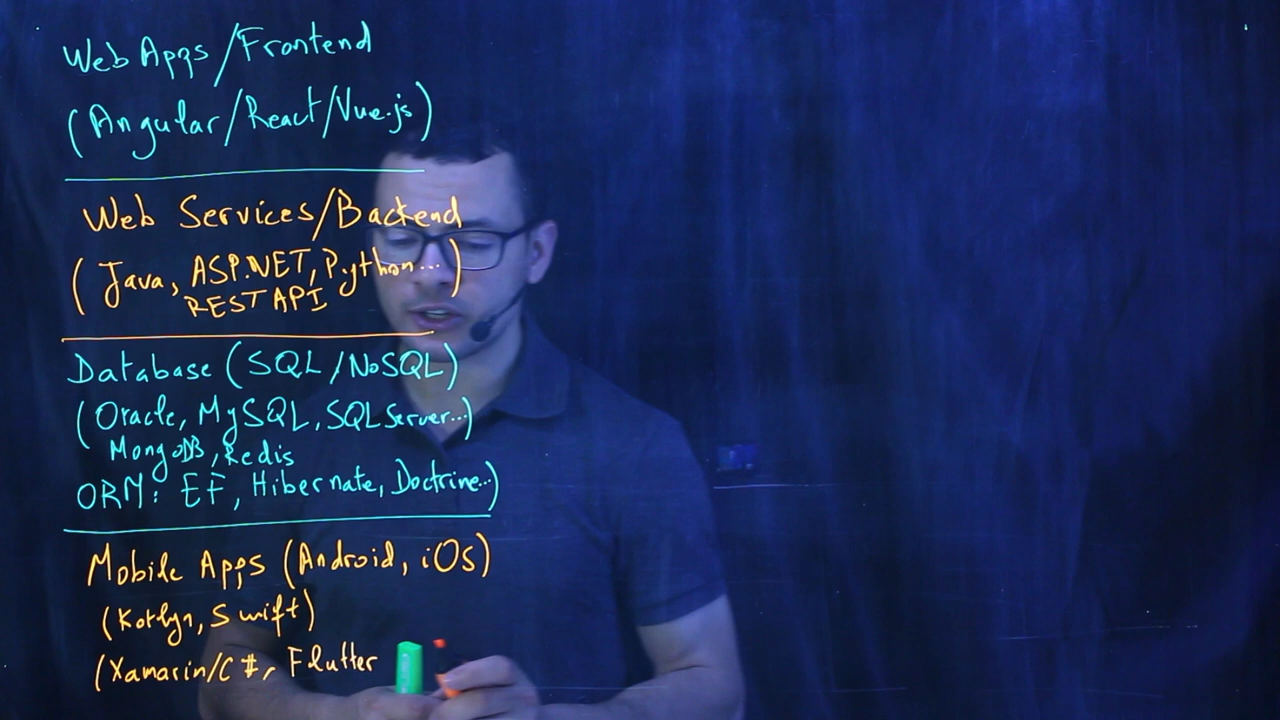 Web Apps/Frontend
(Angular/React/Vue.js)
Web Services/Backend
(Java, ASP.NET, Python...)
REST API
Database (SQL/NoSQL)
(Oracle, MySQL, SQL Server...)
MongoDB, Redis
ORM: EF, Hibernate, Doctrine...)
Mobile Apps (Android, iOs)
(Kotlyn, Swift)
(Xamarin/C#, Flutter